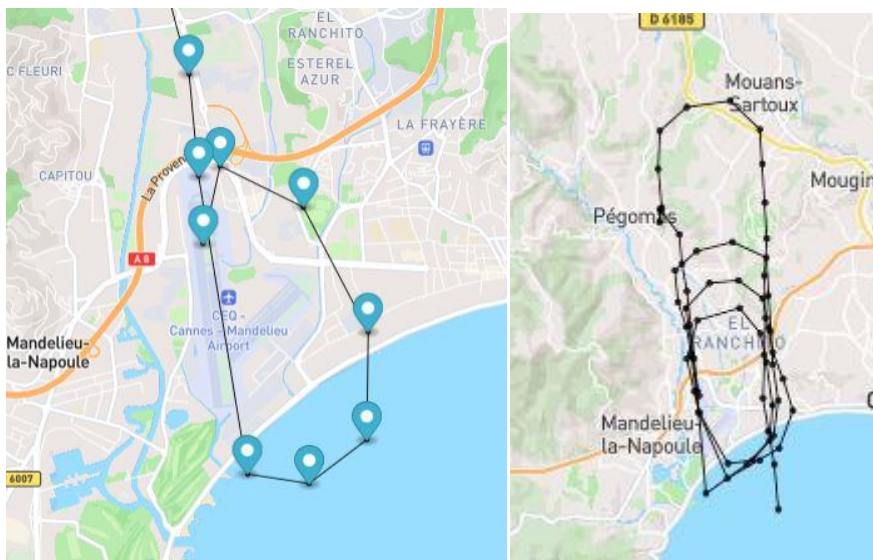 EL
RANCHITO
C FLEURI
ESTEREL
AZUR
LA FRAYÈRE
CAPITOU
La Proven
A 8
CEQ -
Cannes - Mandelieu
Airport
Mandelieu-
la-Napoule
6007
D 6185
Mouans-
Sartoux
Mougin
Pégomas
EL
RANCHITO
Mandelieu-
la-Napoule
C